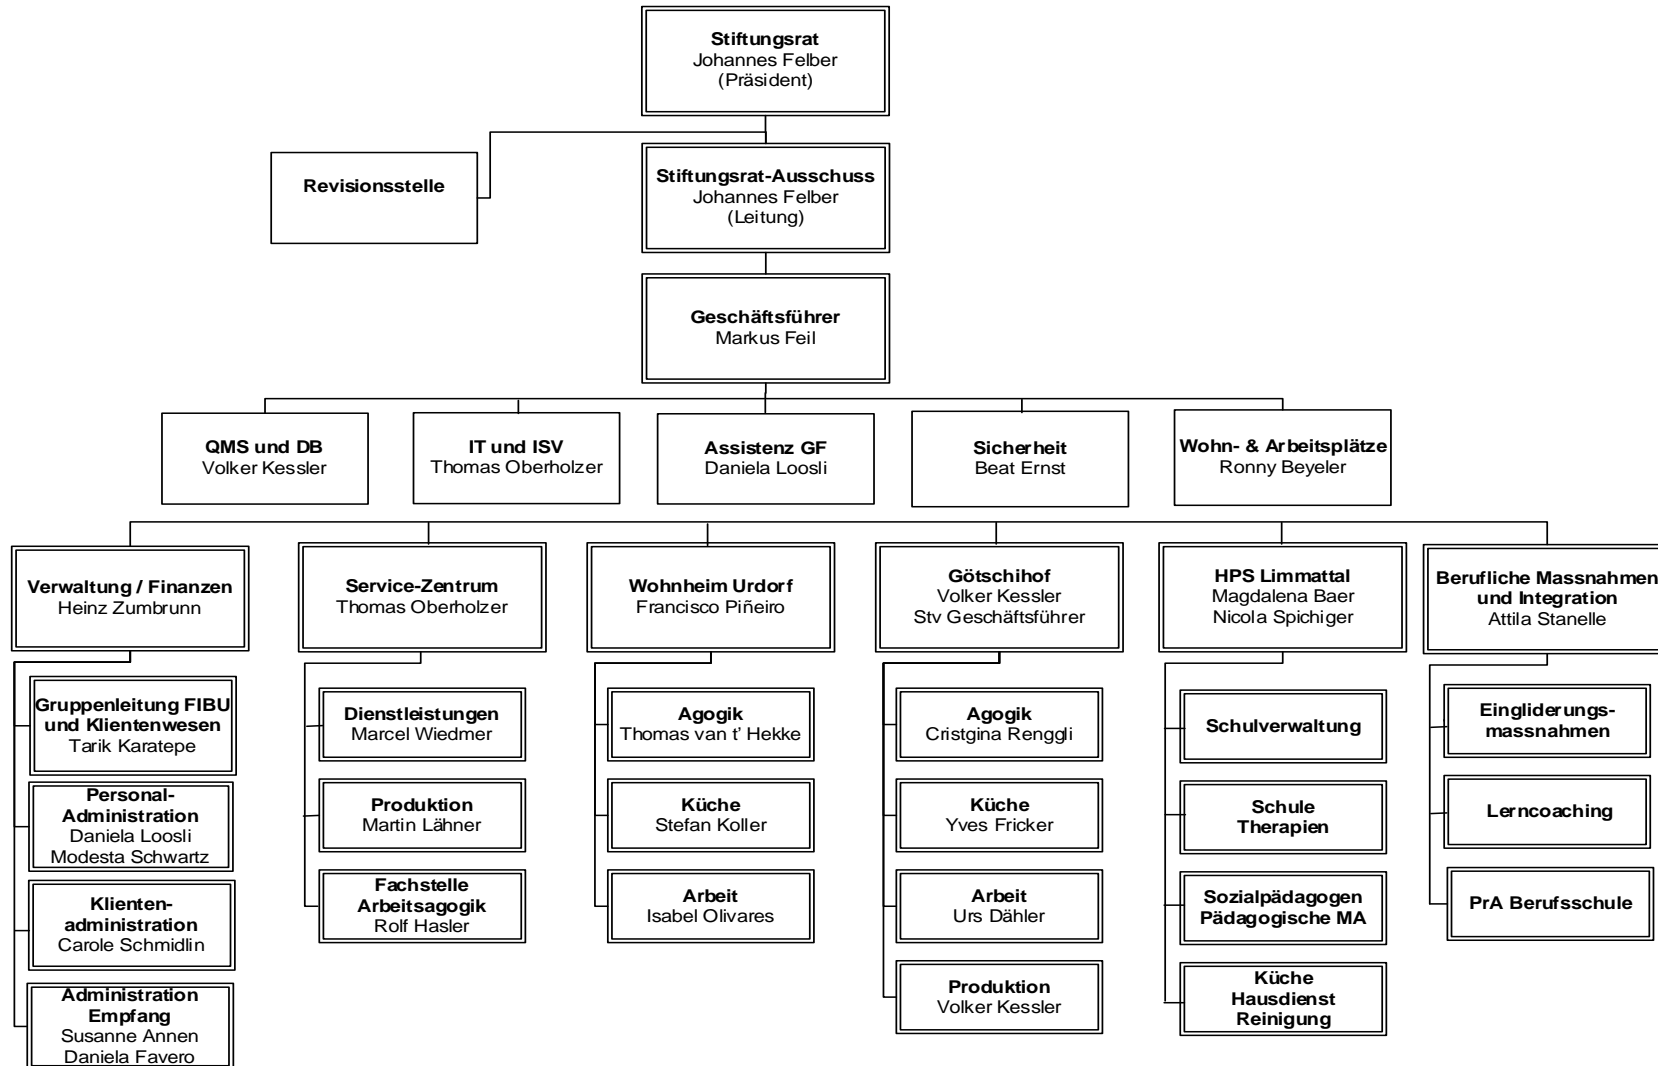 Stiftungsrat
Johannes Felber
(Präsident)
Revisionsstelle
Stiftungsrat-Ausschuss
Johannes Felber
(Leitung)
Geschäftsführer
Markus Feil
QMS und DB
Volker Kessler
IT und ISV
Thomas Oberholzer
Assistenz GF
Daniela Loosli
Sicherheit
Beat Ernst
Wohn- & Arbeitsplätze
Ronny Beyeler
Verwaltung / Finanzen
Heinz Zumbrunn
Service-Zentrum
Thomas Oberholzer
Wohnheim Urdorf
Francisco Piñeiro
Götschihof
Volker Kessler
Stv Geschäftsführer
HPS Limmattal
Magdalena Baer
Nicola Spichiger
Berufliche Massnahmen
und Integration
Attila Stanelle
Gruppenleitung FIBU
und Klientenwesen
Tarik Karatepe
Personal-
Administration
Daniela Loosli
Modesta Schwartz
Klienten-
administration
Carole Schmidlin
Administration
Empfang
Susanne Annen
Daniela Favero
Dienstleistungen
Marcel Wiedmer
Produktion
Martin Lähner
Fachstelle
Arbeitsagogik
Rolf Hasler
Agogik
Thomas van t' Hekke
Küche
Stefan Koller
Arbeit
Isabel Olivares
Agogik
Cristgina Renggli
Küche
Yves Fricker
Arbeit
Urs Dähler
Produktion
Volker Kessler
Schulverwaltung
Schule
Therapien
Sozialpädagogen
Pädagogische MA
Küche
Hausdienst
Reinigung
Eingliderungs-
massnahmen
Lerncoaching
PrA Berufsschule